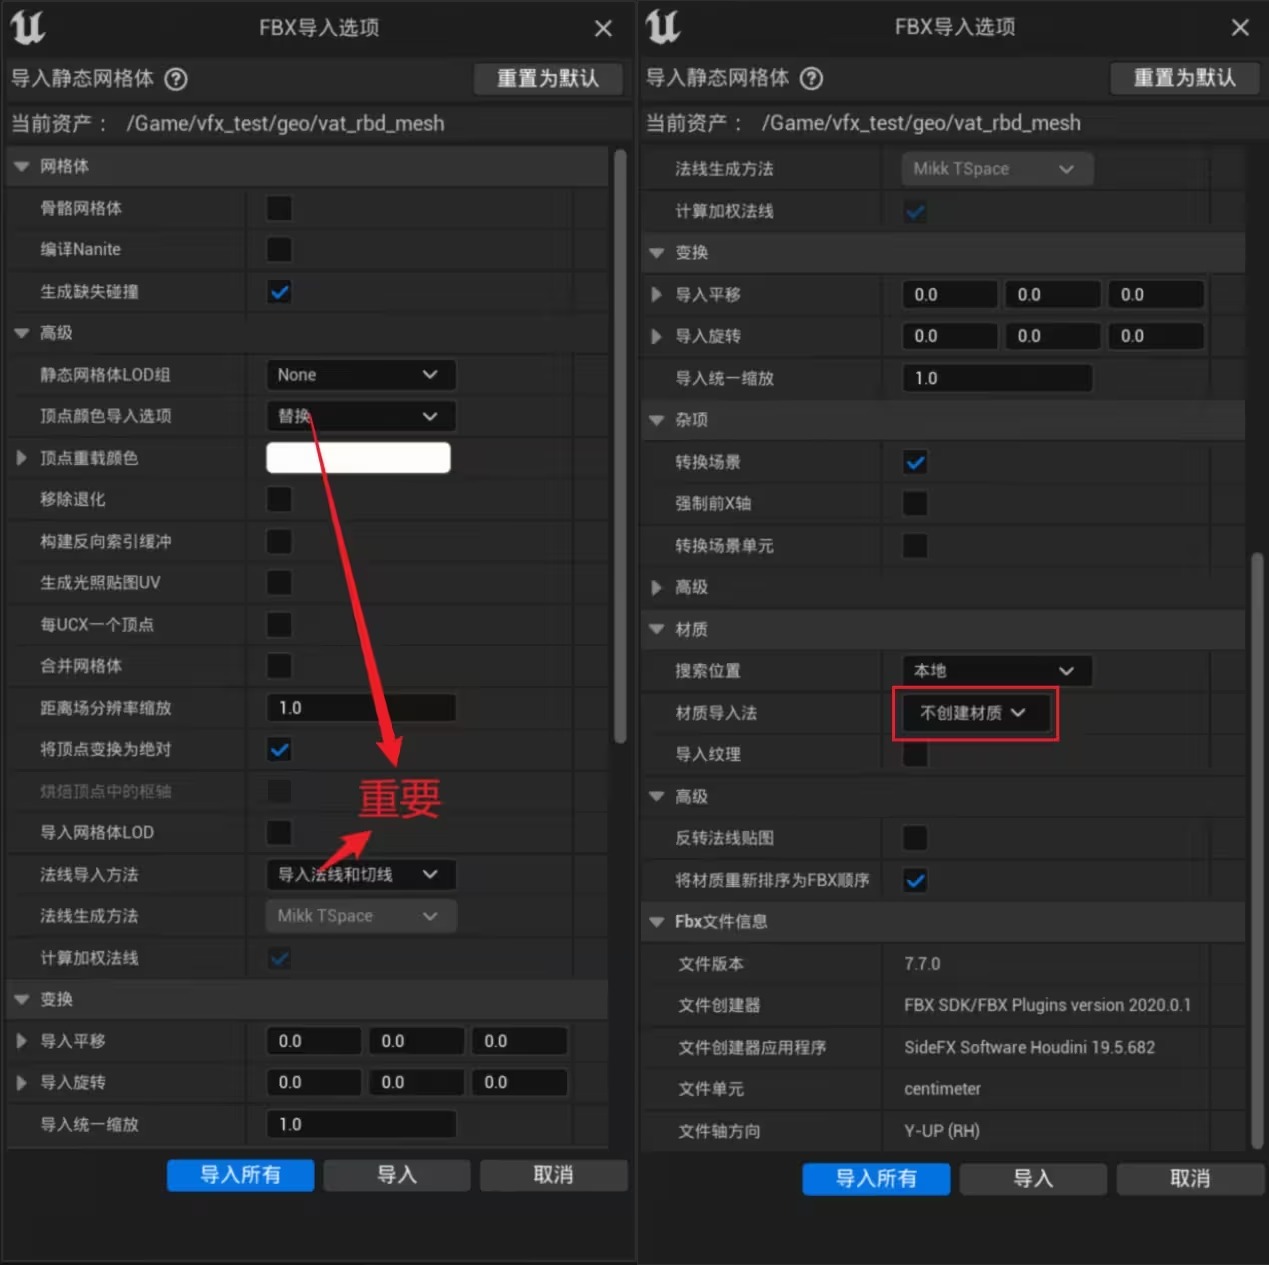 FBX导入选项
导入静态网格体 ? 重置为默认
当前资产： /Game/vfx_test/geo/vat_rbd_mesh
网格体
骨骼网格体
编译Nanite
生成缺失碰撞
高级
静态网格体LOD组 None
顶点颜色导入选项 替换
顶点重载颜色
移除退化
构建反向索引缓冲
生成光照贴图UV
每UCX一个顶点
合并网格体
距离场分辨率缩放 1.0
将顶点变换为绝对
烘焙顶点中的枢轴
重要
导入网格体LOD
法线导入方法 导入法线和切线
法线生成方法 Mikk TSpace
计算加权法线
变换
导入平移 0.0 0.0 0.0
导入旋转 0.0 0.0 0.0
导入统一缩放 1.0
导入所有 导入 取消
FBX导入选项
导入静态网格体 ? 重置为默认
当前资产： /Game/vfx_test/geo/vat_rbd_mesh
法线生成方法 Mikk TSpace
计算加权法线
变换
导入平移 0.0 0.0 0.0
导入旋转 0.0 0.0 0.0
导入统一缩放 1.0
杂项
转换场景
强制前X轴
转换场景单元
高级
材质
搜索位置 本地
材质导入法 不创建材质
导入纹理
高级
反转法线贴图
将材质重新排序为FBX顺序
Fbx文件信息
文件版本 7.7.0
文件创建器 FBX SDK/FBX Plugins version 2020.0.1
文件创建器应用程序 SideFX Software Houdini 19.5.682
文件单元 centimeter
文件轴方向 Y-UP (RH)
导入所有 导入 取消